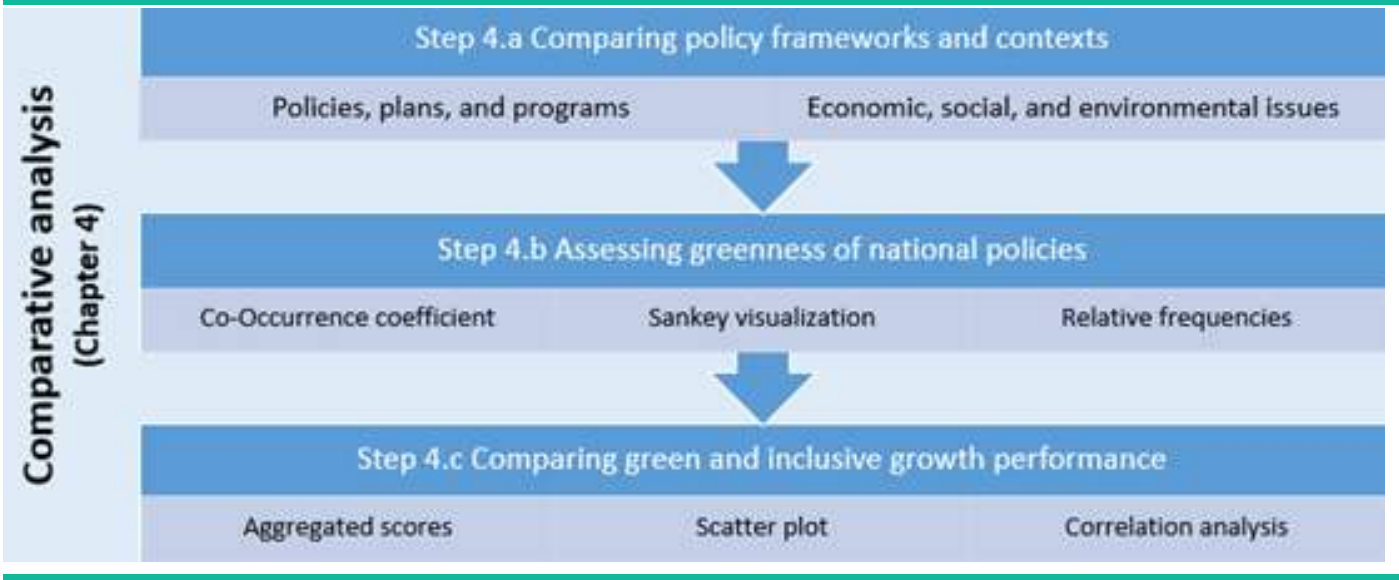 Comparative analysis
(Chapter 4)
Step 4.a Comparing policy frameworks and contexts
Policies, plans, and programs
Economic, social, and environmental issues
Step 4.b Assessing greenness of national policies
Co-Occurrence coefficient
Sankey visualization
Relative frequencies
Step 4.c Comparing green and inclusive growth performance
Aggregated scores
Scatter plot
Correlation analysis